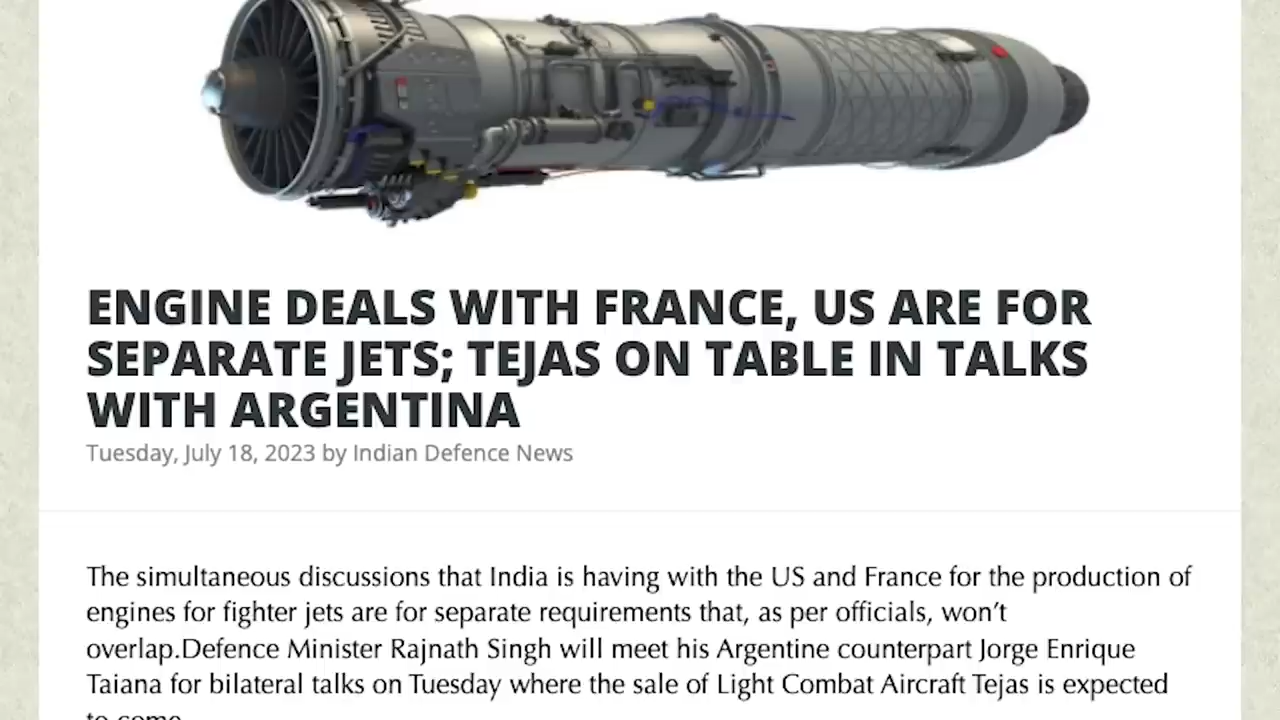 ENGINE DEALS WITH FRANCE, US ARE FOR
SEPARATE JETS; TEJAS ON TABLE IN TALKS
WITH ARGENTINA
Tuesday, July 18, 2023 by Indian Defence News
The simultaneous discussions that India is having with the US and France for the production of
engines for fighter jets are for separate requirements that, as per officials, won’t
overlap.Defence Minister Rajnath Singh will meet his Argentine counterpart Jorge Enrique
Taiana for bilateral talks on Tuesday where the sale of Light Combat Aircraft Tejas is expected
to come